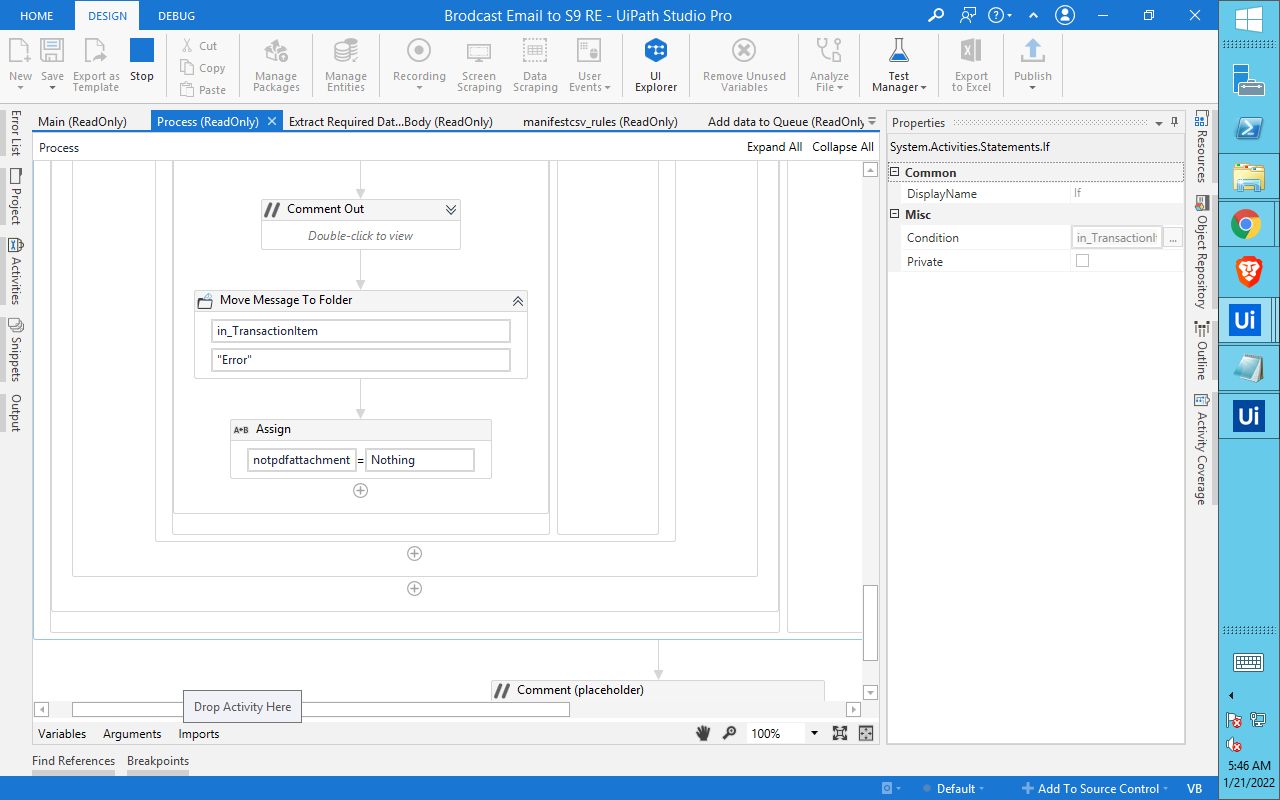 HOME DESIGN DEBUG Brodcast Email to S9 RE - UiPath Studio Pro
New Save Export as Template Stop Cut Copy Paste Manage Packages Manage Entities Recording Screen Scraping Data Scraping User Events UI Explorer Remove Unused Variables Analyze File Test Manager Export to Excel Publish
Main (ReadOnly) Process (ReadOnly) Extract Required Dat...Body (ReadOnly) manifestcsv_rules (ReadOnly) Add data to Queue (ReadOnly
Process Expand All Collapse All
Error List
Project
Activities
Snippets
Output
Comment Out
Double-click to view
Move Message To Folder
in_TransactionItem
"Error"
A+B Assign
notpdfattachment = Nothing
Comment (placeholder)
Drop Activity Here
Variables Arguments Imports 100%
Find References Breakpoints
Properties
System.Activities.Statements.If
Common
DisplayName If
Misc
Condition in_TransactionI ...
Private
Resources
Object Repository
Outline
Activity Coverage
Ui
Ui
Default Add To Source Control VB
5:46 AM
1/21/2022